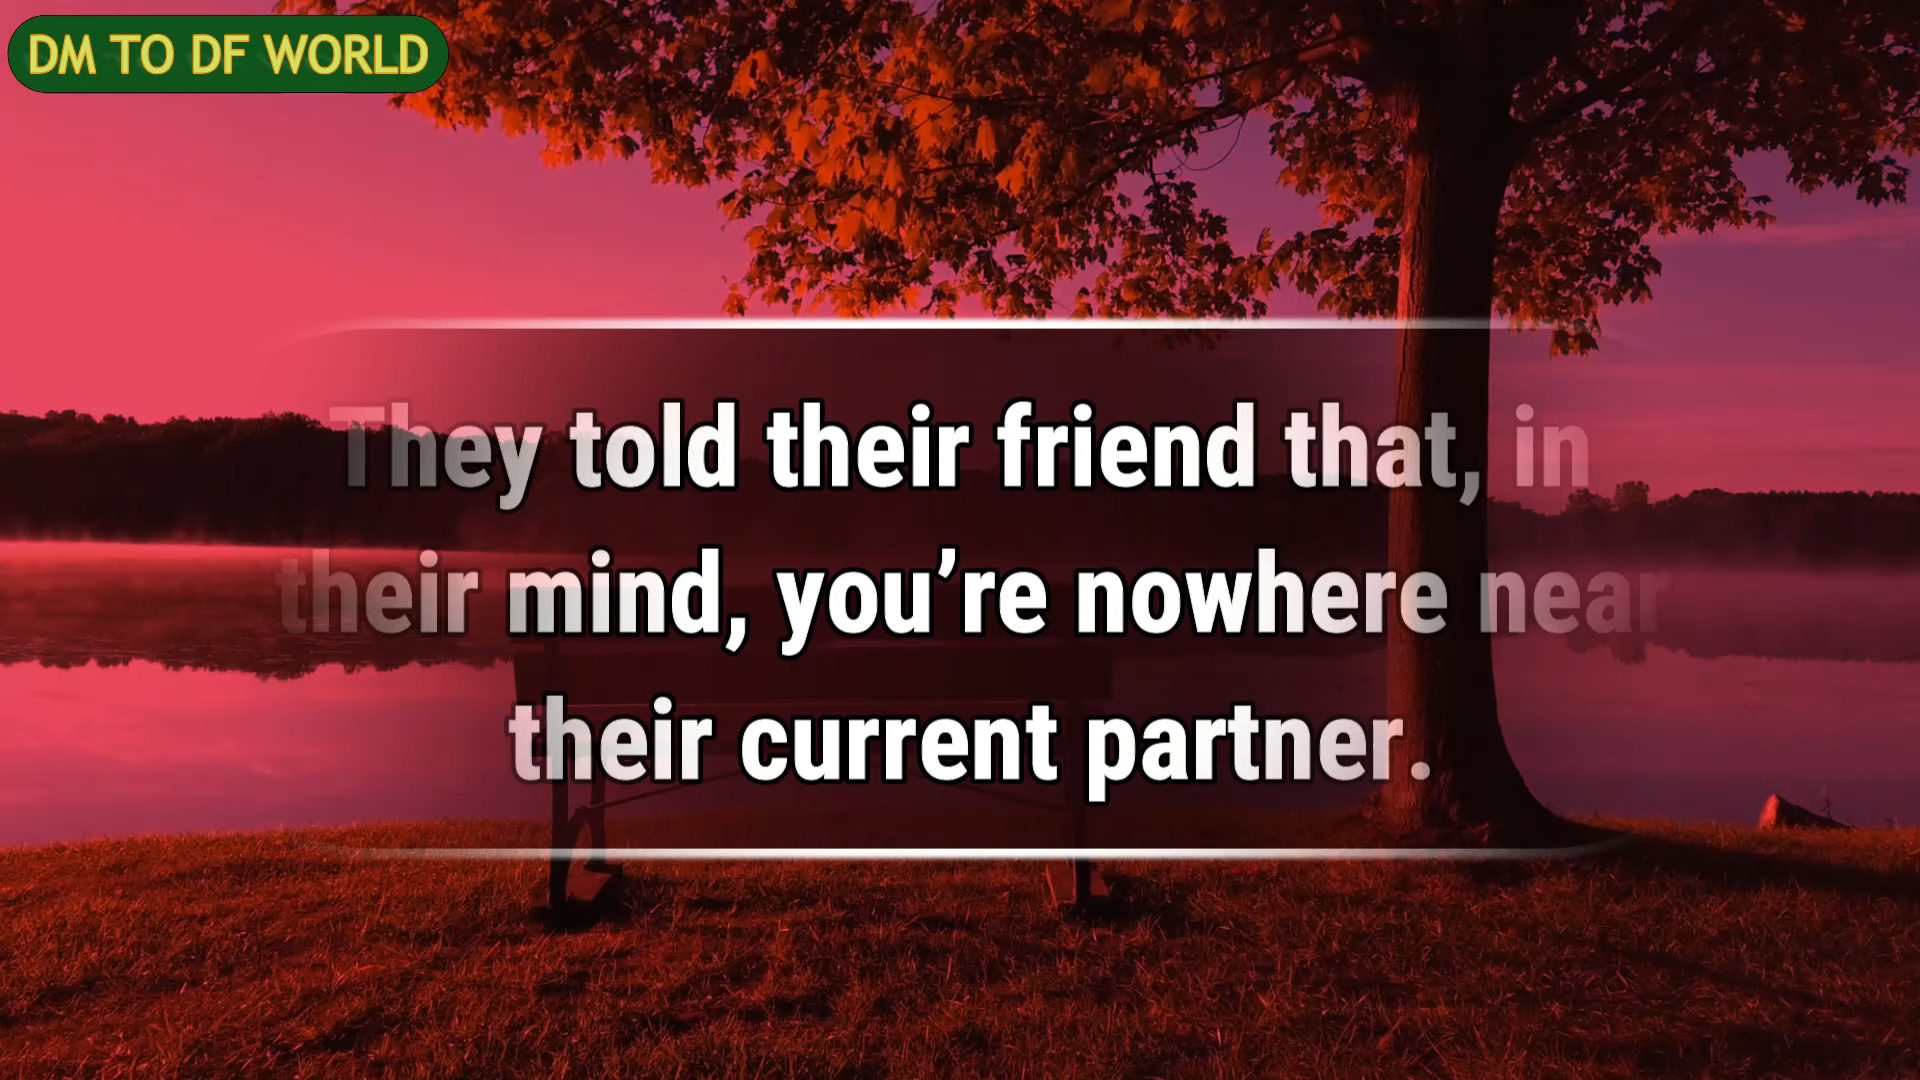 DM TO DF WORLD
They told their friend that, in
their mind, you’re nowhere near
their current partner.